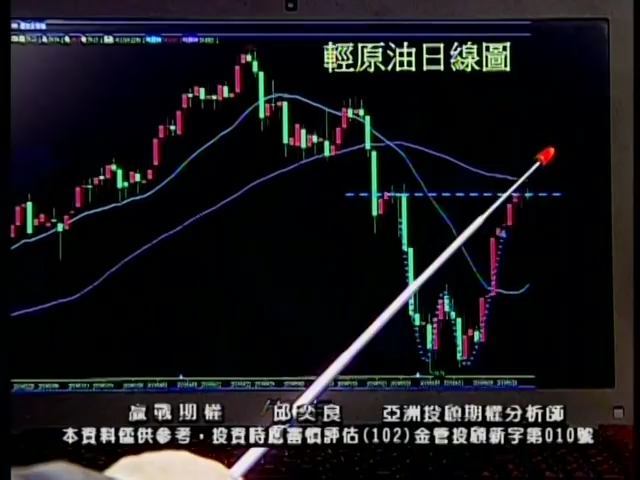 輕原油日線圖
贏戰期權 邱奕良 亞洲投顧期權分析師
本資料僅供參考，投資時應審慎評估(102)金管投顧新字第010號